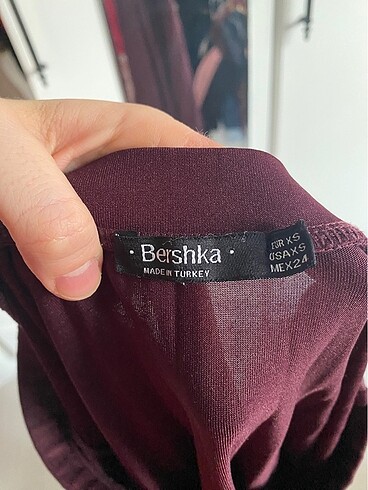 · Bershka ·
MADE IN TURKEY
EUR XS
USA XS
MEX 24